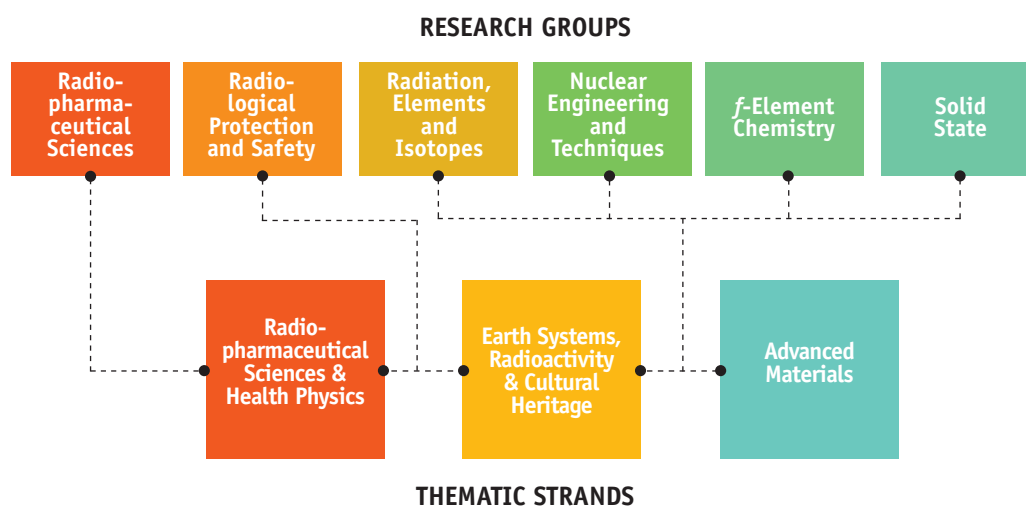 RESEARCH GROUPS
Radio-
pharma-
ceutical
Sciences
Radio-
logical
Protection
and Safety
Radiation,
Elements
and
Isotopes
Nuclear
Engineering
and
Techniques
f-Element
Chemistry
Solid
State
Radio-
pharmaceutical
Sciences &
Health Physics
Earth Systems,
Radioactivity
& Cultural
Heritage
Advanced
Materials
THEMATIC STRANDS